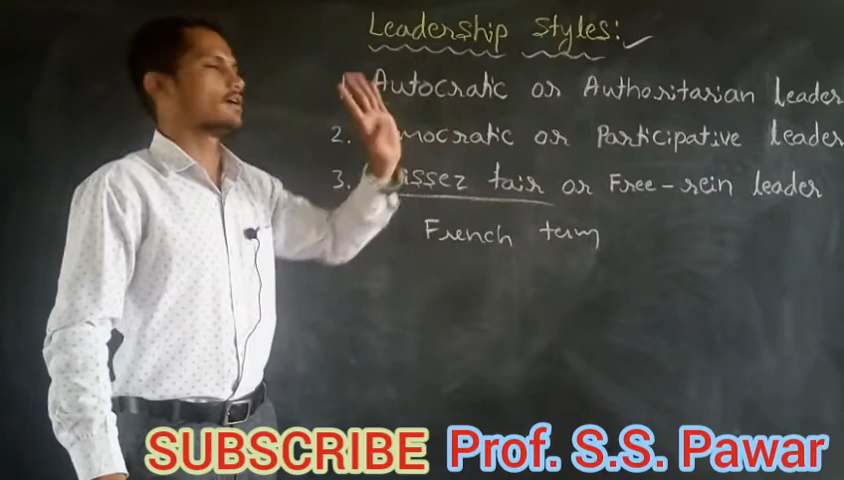 Leadership Styles:
Autocratic or Authoritarian leader
2. mocratic or Participative leader
3. issez fair or Free-rein leader
French term
SUBSCRIBE Prof. S.S. Pawar